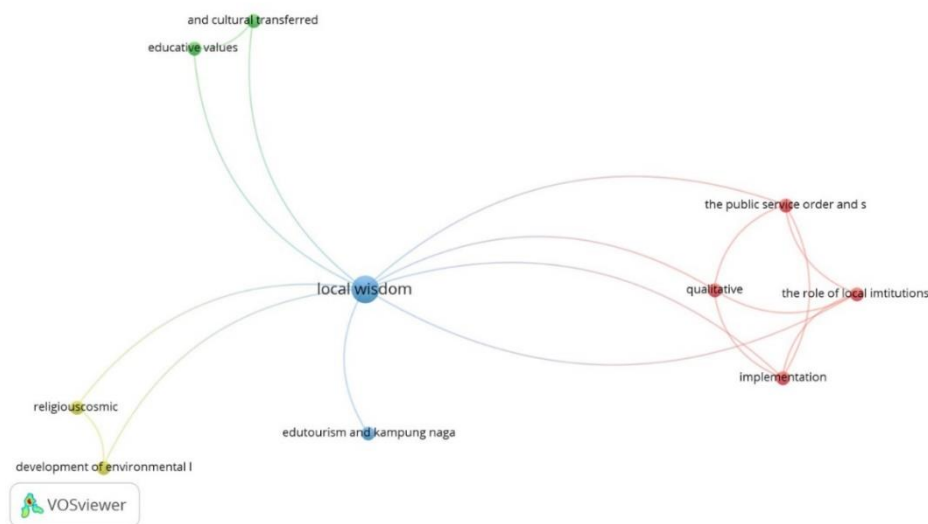 and cultural transferred
educative values
the public service order and s
local wisdom
qualitative
the role of local imtitutions
implementation
religiouscosmic
edutourism and kampung naga
development of environmental l
VOSviewer